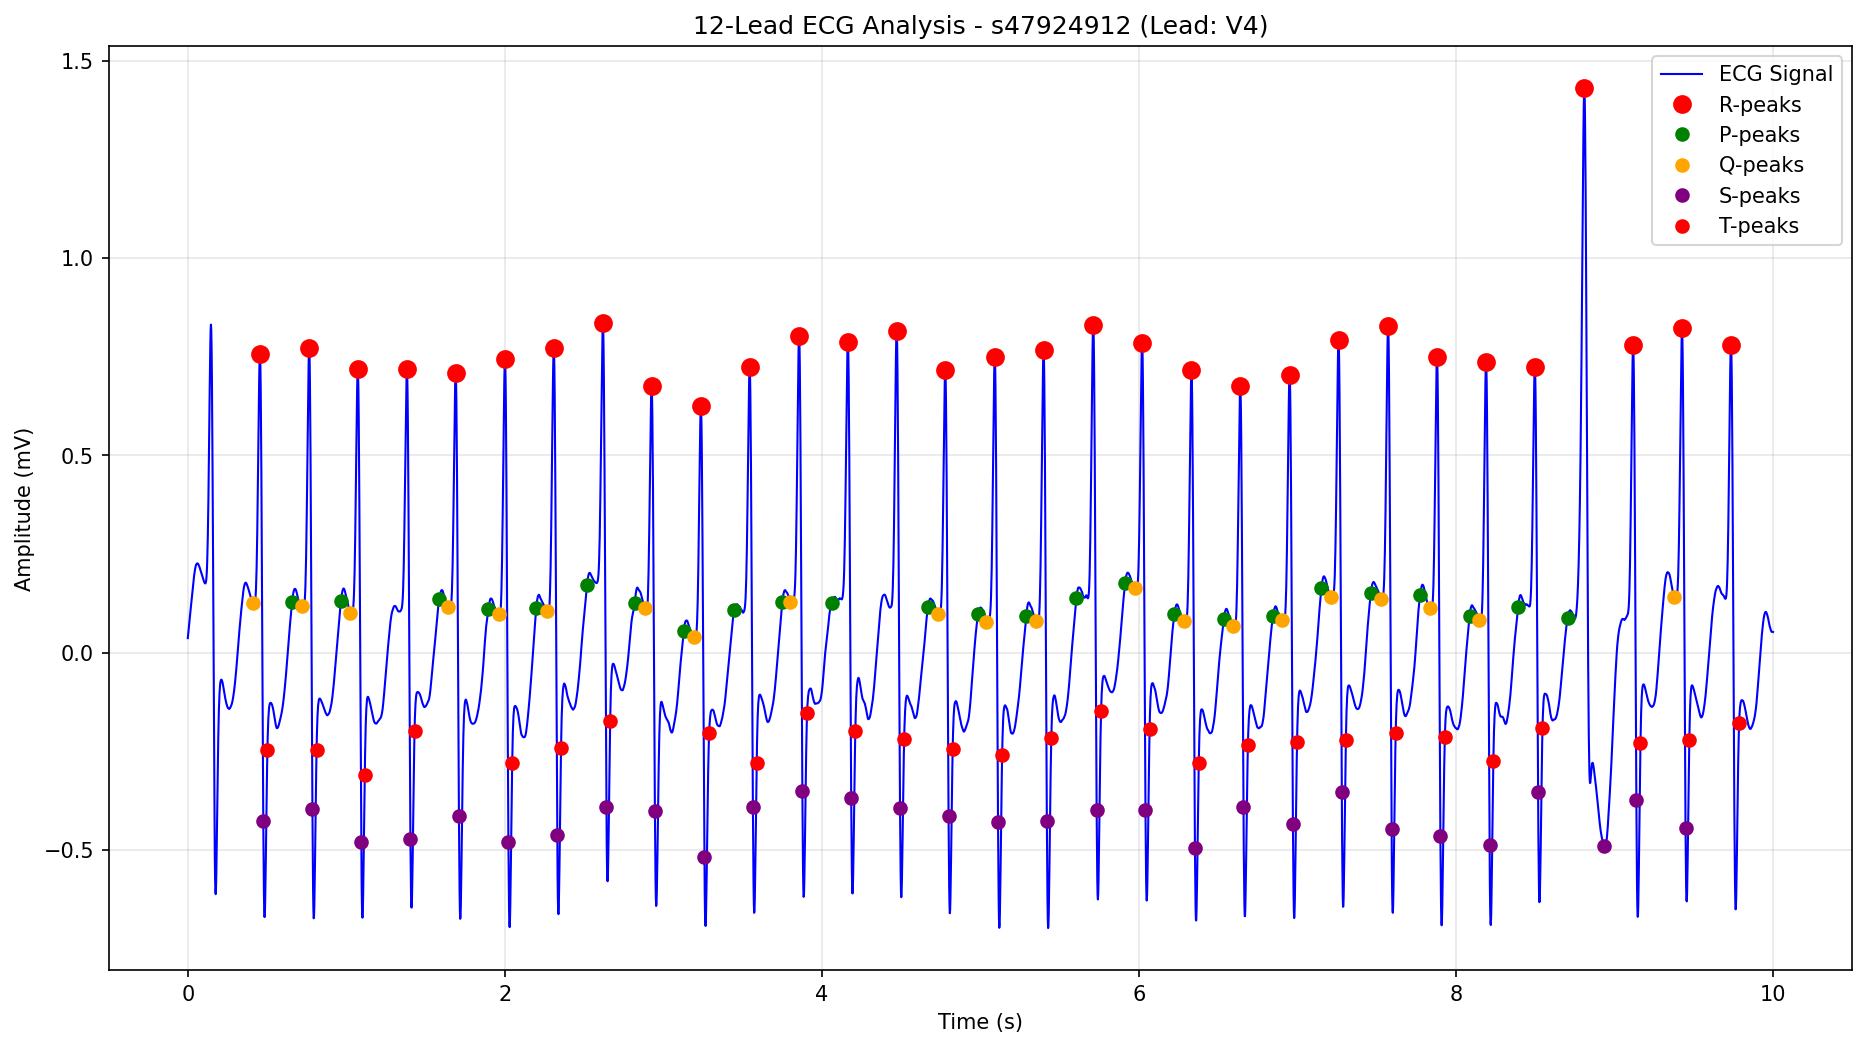 12-Lead ECG Analysis - s47924912 (Lead: V4)
1.5
1.0
0.5
0.0
−0.5
Amplitude (mV)
ECG Signal
R-peaks
P-peaks
Q-peaks
S-peaks
T-peaks
0 2 4 6 8 10
Time (s)